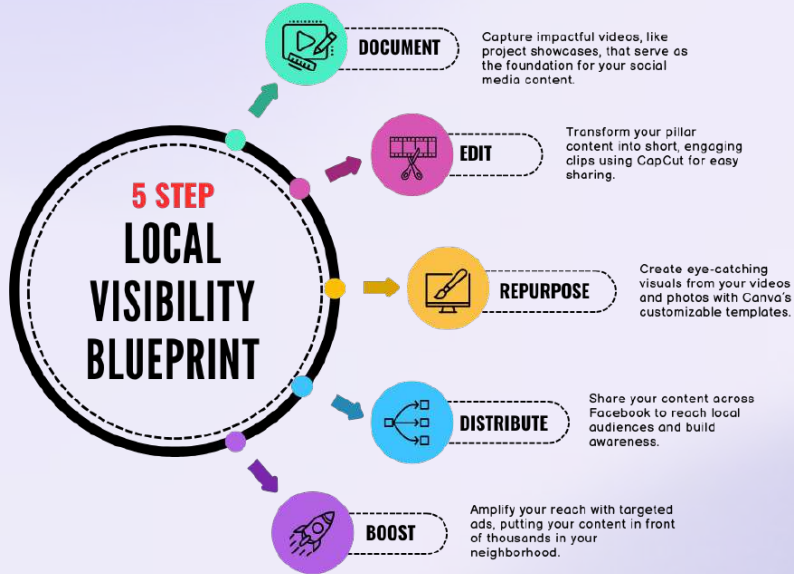 5 STEP
LOCAL
VISIBILITY
BLUEPRINT
DOCUMENT
Capture impactful videos, like
project showcases, that serve as
the foundation for your social
media content.
EDIT
Transform your pillar
content into short, engaging
clips using CapCut for easy
sharing.
REPURPOSE
Create eye-catching
visuals from your videos
and photos with Canva's
customizable templates.
DISTRIBUTE
Share your content across
Facebook to reach local
audiences and build
awareness.
BOOST
Amplify your reach with targeted
ads, putting your content in front
of thousands in your
neighborhood.